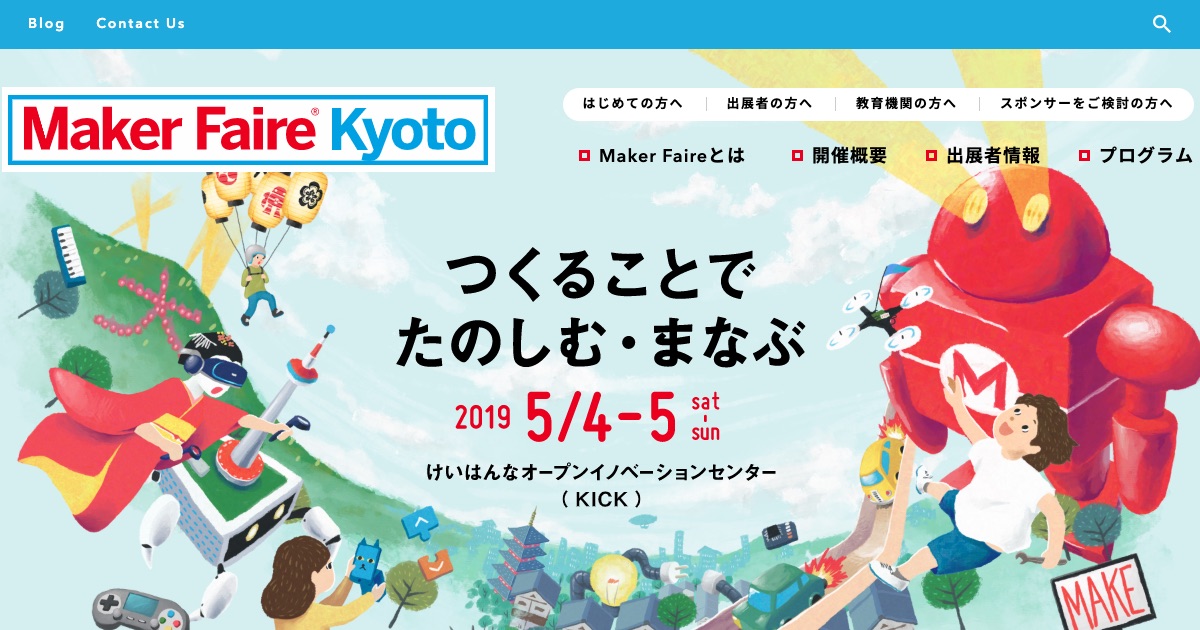 Blog Contact Us
Maker Faire® Kyoto
はじめての方へ 出展者の方へ 教育機関の方へ スポンサーをご検討の方へ
Maker Faireとは 開催概要 出展者情報 プログラム
つくることで
たのしむ・まなぶ
2019 5/4-5 sat - sun
けいはんなオープンイノベーションセンター
( KICK )
M
MAKE